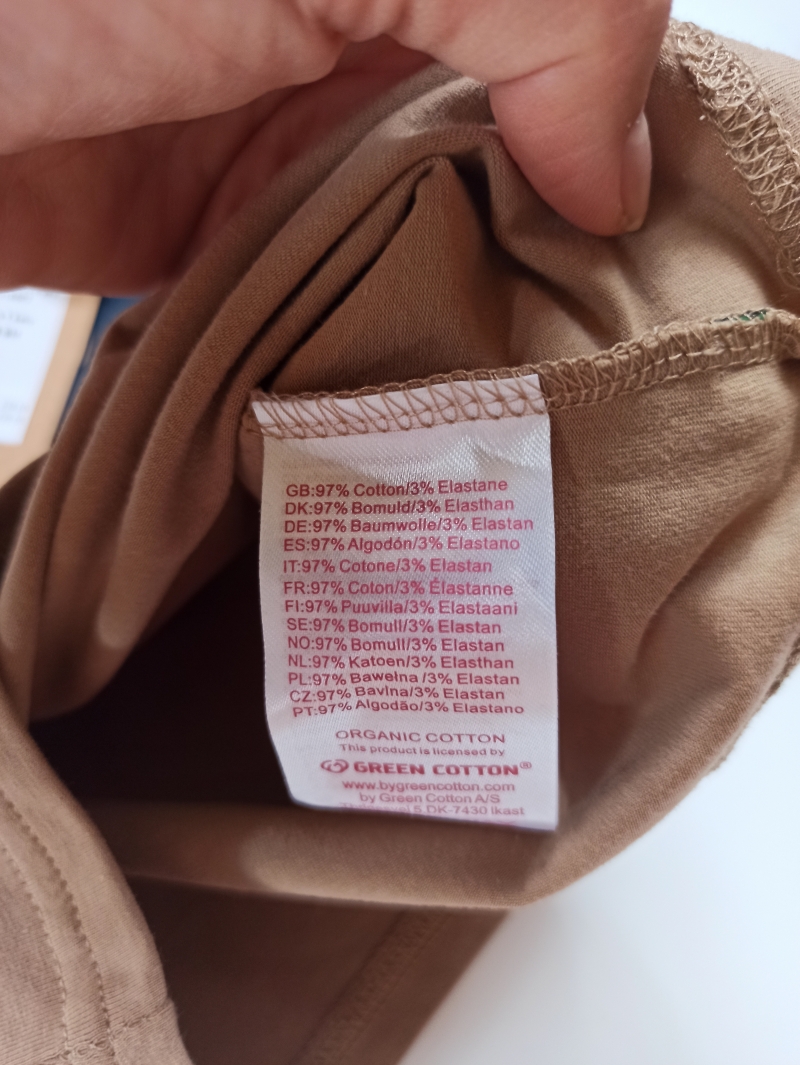 GB:97% Cotton/3% Elastane
DK:97% Bomuld/3% Elasthan
DE:97% Baumwolle/3% Elastan
ES:97% Algodón/3% Elastano
IT:97% Cotone/3% Elastan
FR:97% Coton/3% Élastanne
FI:97% Puuvilla/3% Elastaani
SE:97% Bomull/3% Elastan
NO:97% Bomull/3% Elastan
NL:97% Katoen/3% Elasthan
PL:97% Bawełna /3% Elastan
CZ:97% Bavlna/3% Elastan
PT:97% Algodão/3% Elastano
ORGANIC COTTON
This product is licensed by
GREEN COTTON®
www.bygreencotton.com
by Green Cotton A/S
5 DK-7430 Ikast